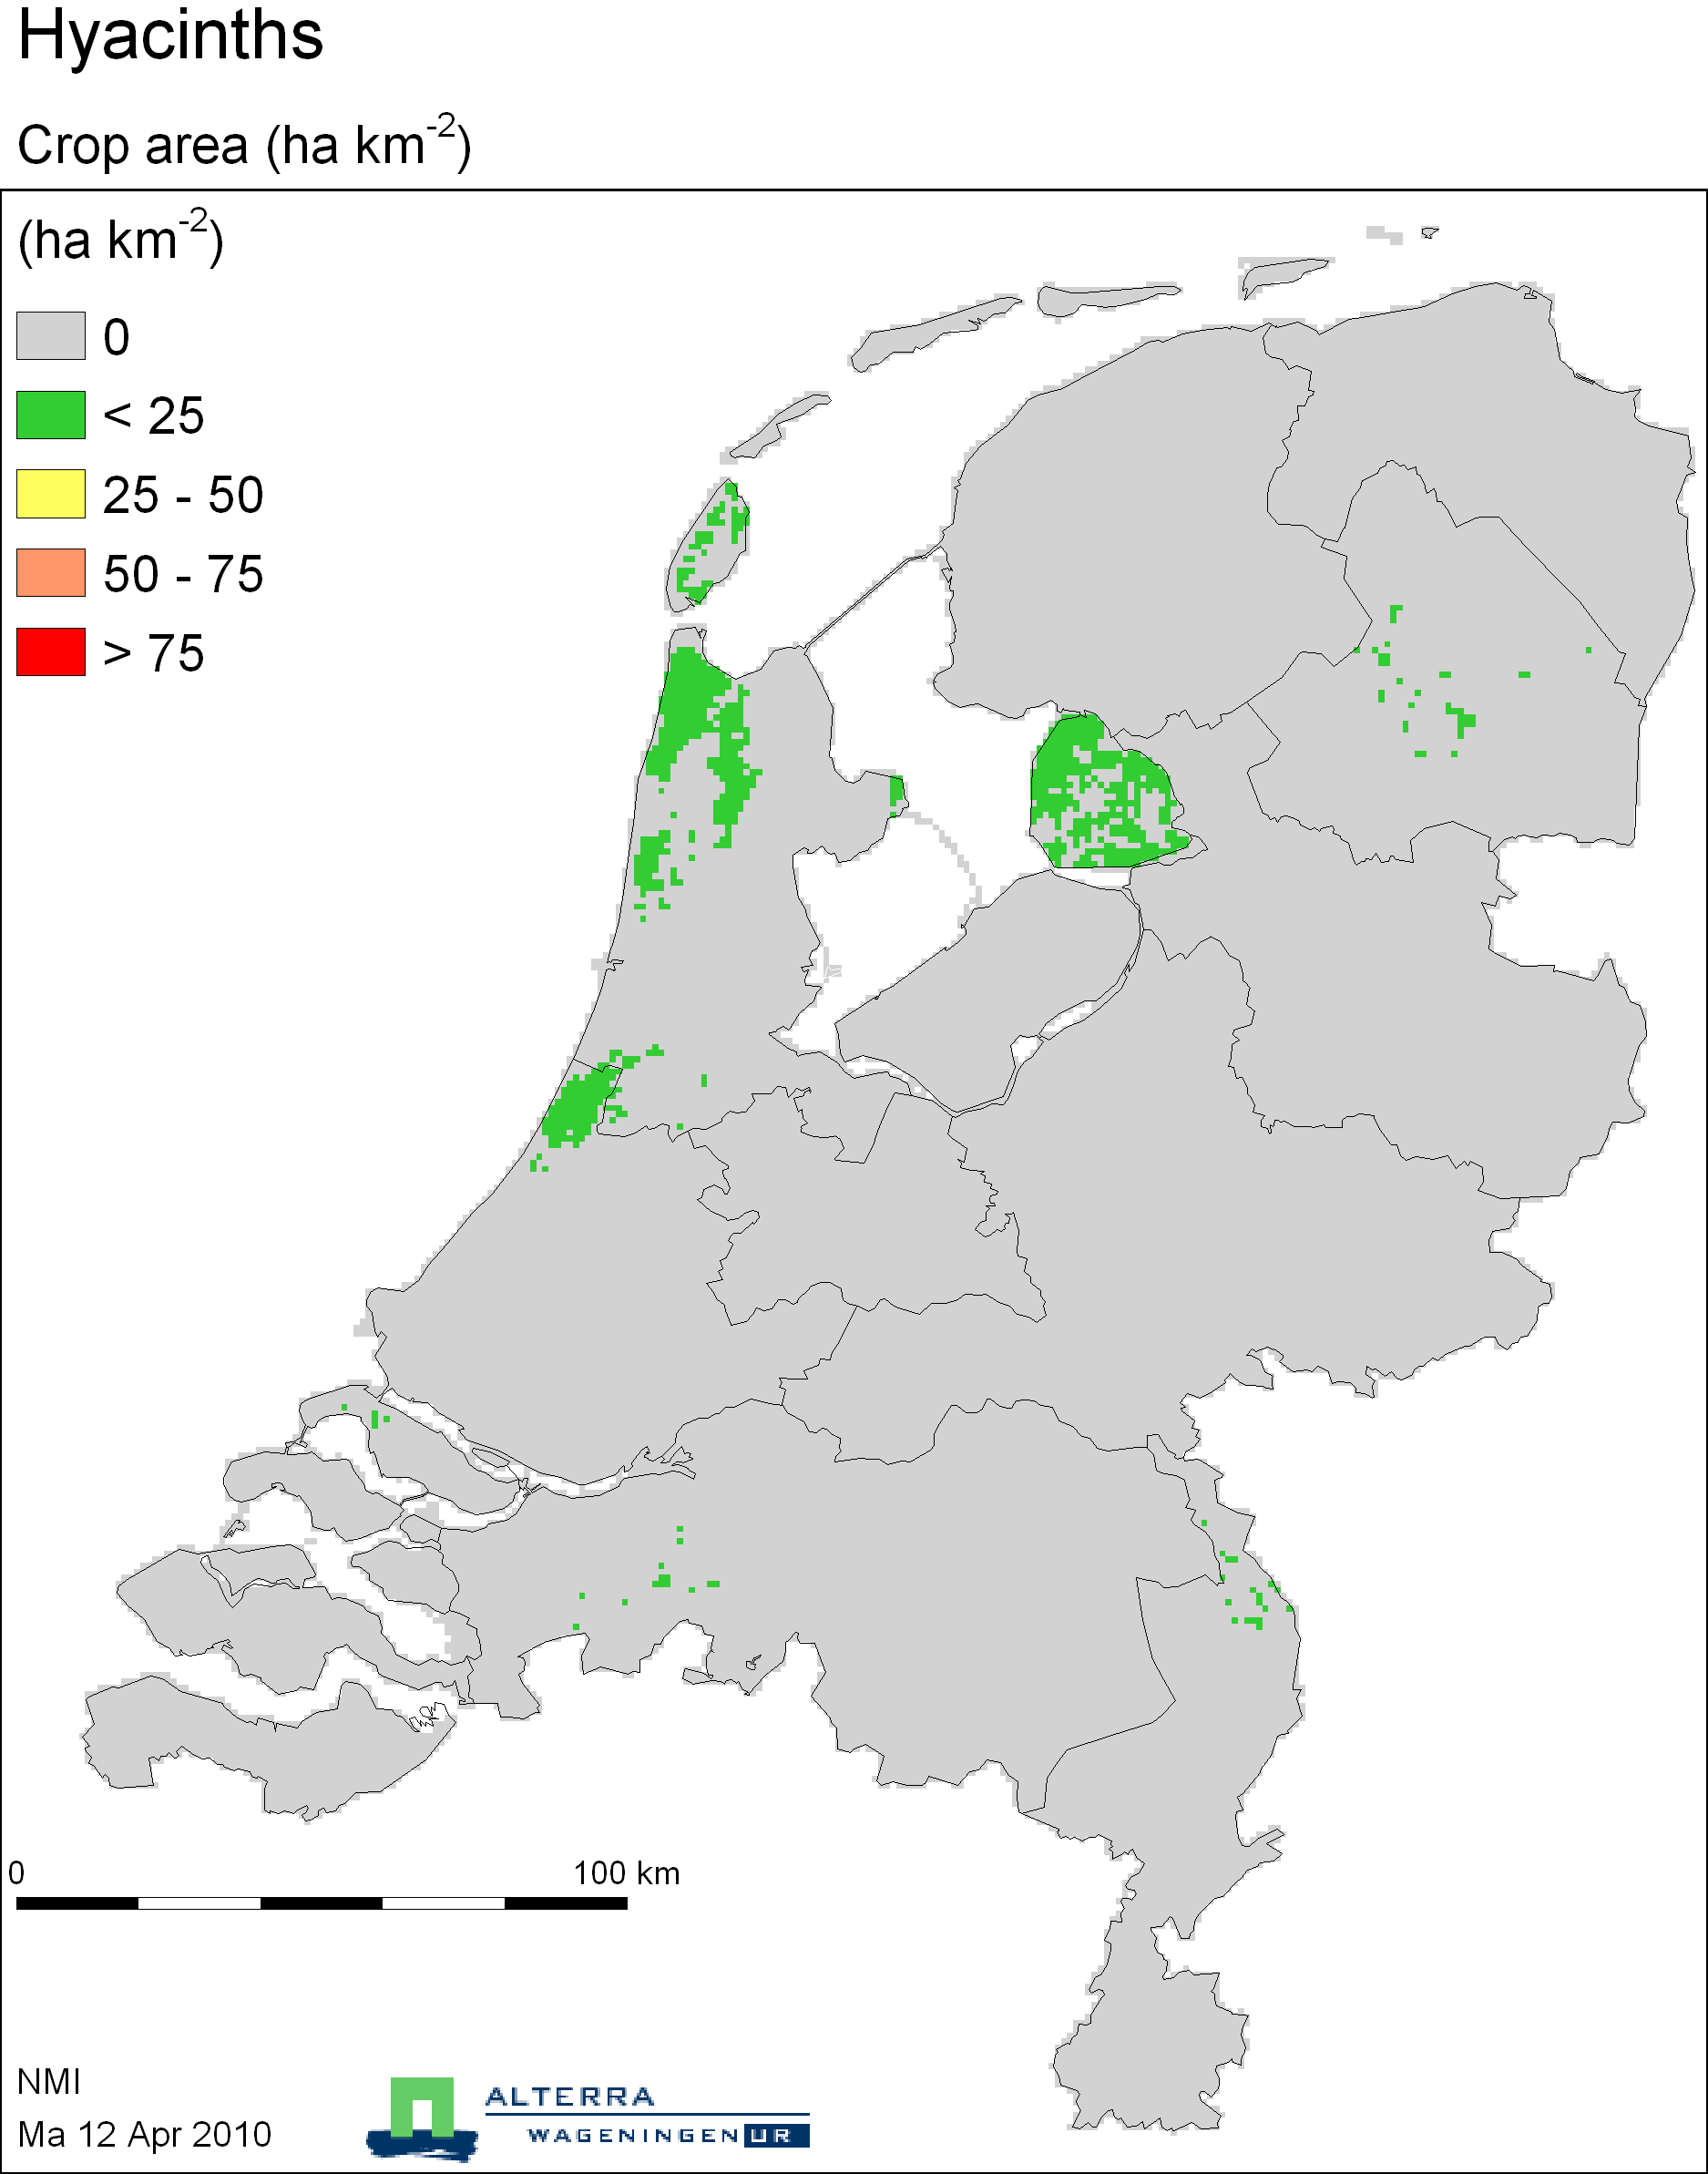 Hyacinths
Crop area (ha km-2)
(ha km-2)
0
< 25
25 - 50
50 - 75
> 75
0 100 km
NMI
Ma 12 Apr 2010
ALTERRA
WAGENINGEN UR